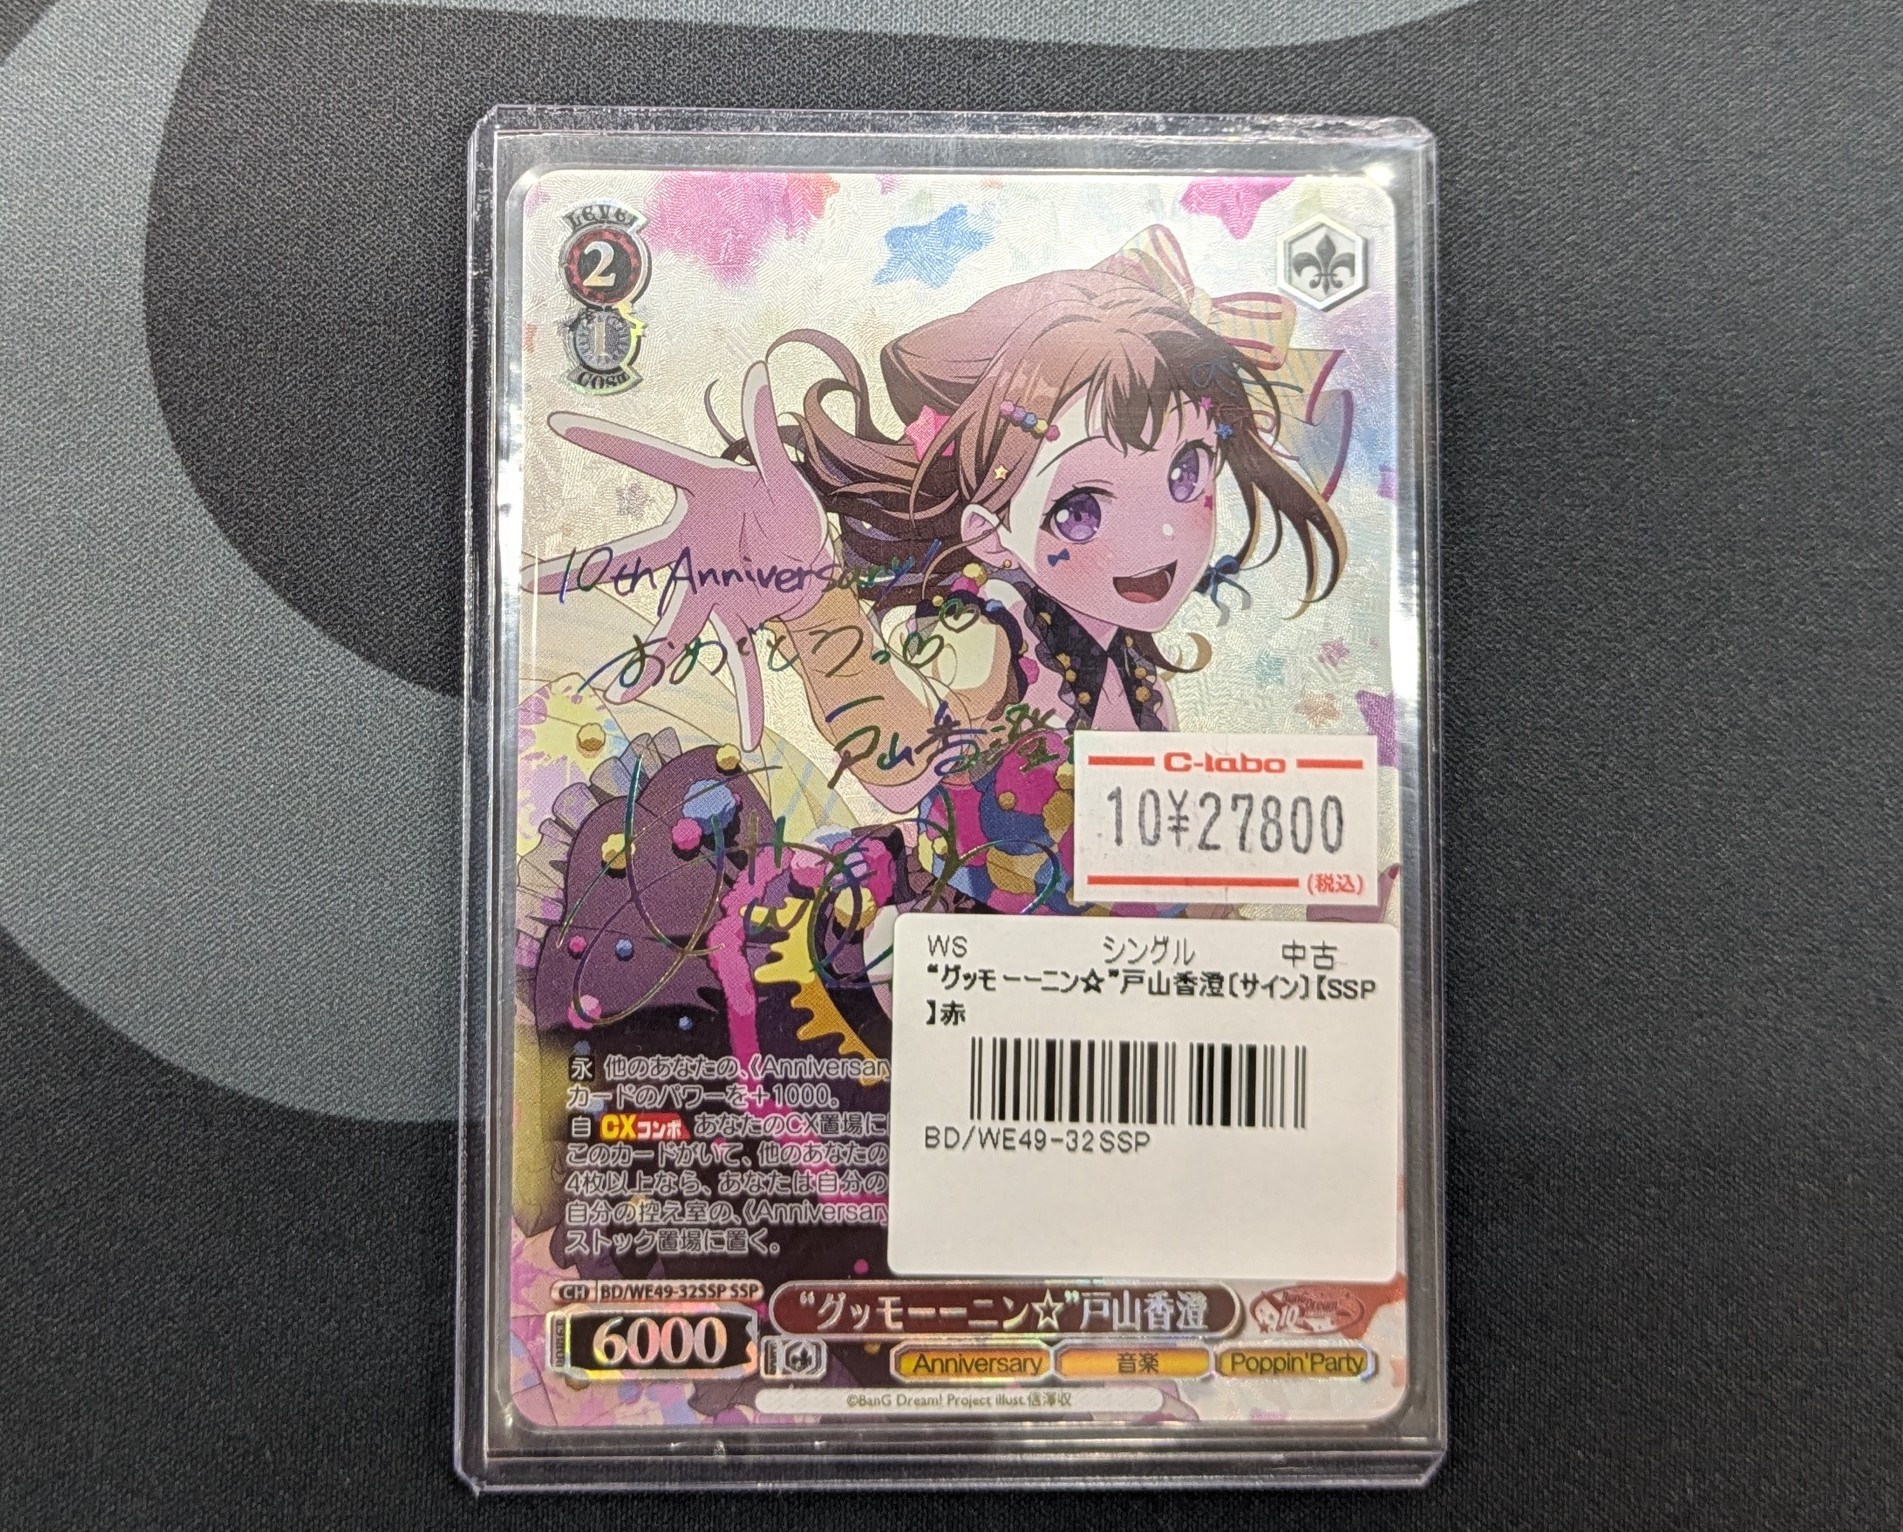 LEVEL
2
1
COST
10th Anniversary
おめでとうっ♡♡
戸山香澄
C-labo
10¥27800
(税込)
WS シングル 中古
“グッモーーニン☆”戸山香澄〔サイン〕【SSP
】赤
BD/WE49-32SSP
永 他のあなたの、《Anniversary
カードのパワーを+1000。
自 CXコンボ あなたのCX置場に
このカードがいて、他のあなたの
4枚以上なら、あなたは自分の
自分の控え室の、《Anniversary
ストック置場に置く。
CH BD/WE49-32SSP SSP
“グッモーーニン☆”戸山香澄
6000
Anniversary 音楽 Poppin'Party
©BanG Dream! Project illust.信澤収